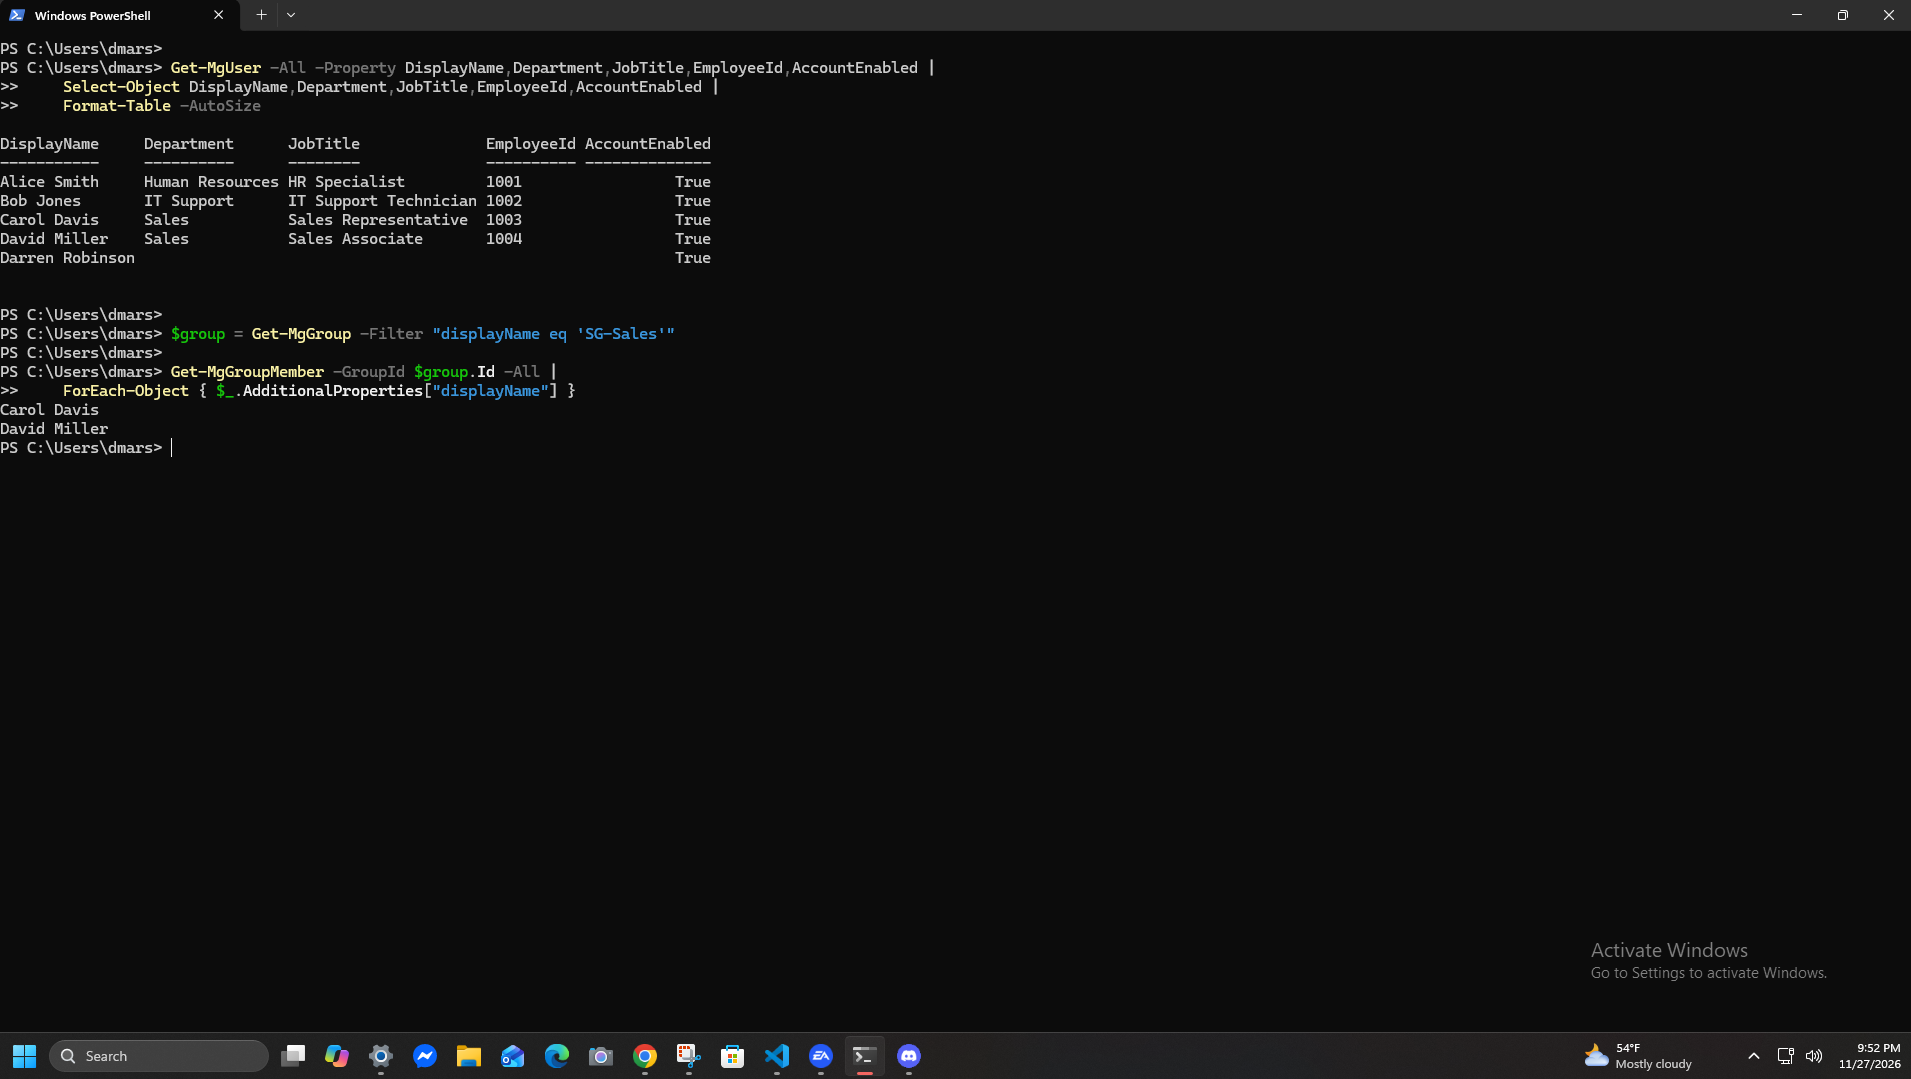 Windows PowerShell
PS C:\Users\dmars>
PS C:\Users\dmars> Get-MgUser -All -Property DisplayName,Department,JobTitle,EmployeeId,AccountEnabled |
>>     Select-Object DisplayName,Department,JobTitle,EmployeeId,AccountEnabled |
>>     Format-Table -AutoSize
DisplayName     Department      JobTitle              EmployeeId AccountEnabled
-----------     ----------      --------              ---------- --------------
Alice Smith     Human Resources HR Specialist         1001                 True
Bob Jones       IT Support      IT Support Technician 1002                 True
Carol Davis     Sales           Sales Representative  1003                 True
David Miller    Sales           Sales Associate       1004                 True
Darren Robinson                                                            True
PS C:\Users\dmars>
PS C:\Users\dmars> $group = Get-MgGroup -Filter "displayName eq 'SG-Sales'"
PS C:\Users\dmars>
PS C:\Users\dmars> Get-MgGroupMember -GroupId $group.Id -All |
>>     ForEach-Object { $_.AdditionalProperties["displayName"] }
Carol Davis
David Miller
PS C:\Users\dmars>
Activate Windows
Go to Settings to activate Windows.
Search
54°F
Mostly cloudy
9:52 PM
11/27/2026